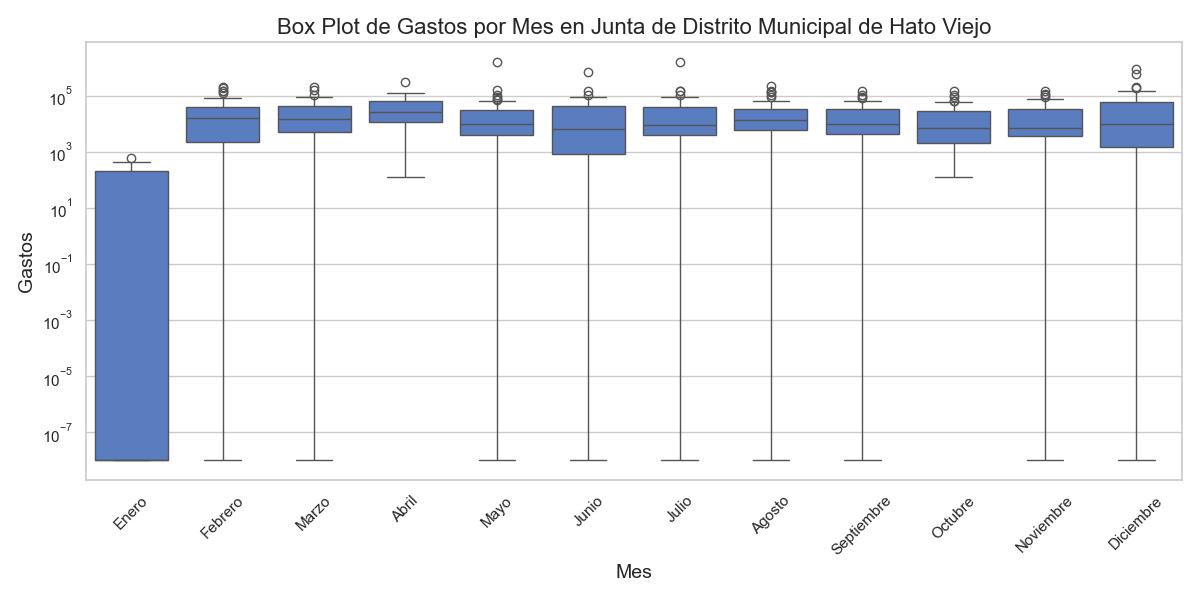 Box Plot de Gastos por Mes en Junta de Distrito Municipal de Hato Viejo
Gastos
10^5
10^3
10^1
10^−1
10^−3
10^−5
10^−7
Enero
Febrero
Marzo
Abril
Mayo
Junio
Julio
Agosto
Septiembre
Octubre
Noviembre
Diciembre
Mes